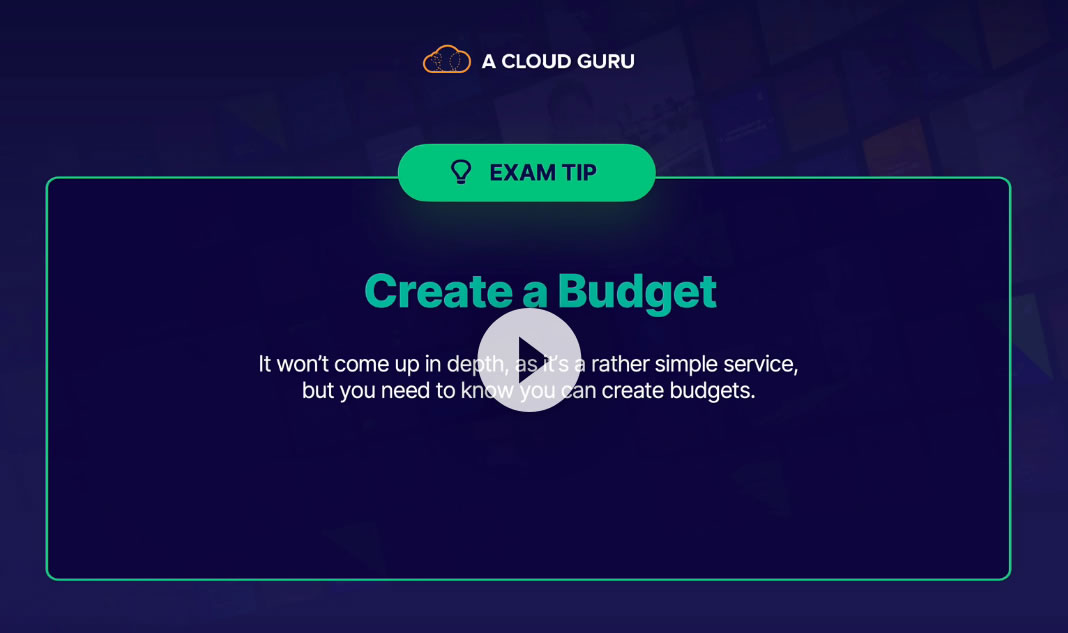 A CLOUD GURU
EXAM TIP
Create a Budget
It won’t come up in depth, as it’s a rather simple service,
but you need to know you can create budgets.